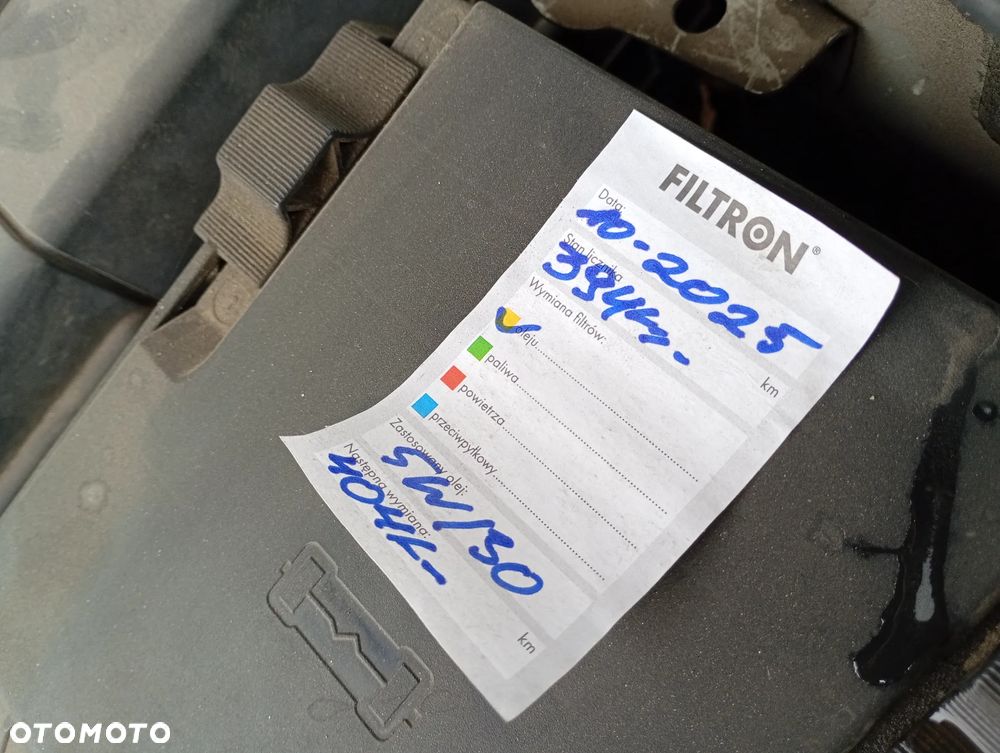 FILTRON®
Data:
10-2025
Stan licznika
394k,-
km
Wymiana filtrów:
oleju
paliwa
powietrza
przeciwpyłkowy
Zastosowany olej:
5W/30
Następna wymiana:
404k-
km
OTOMOTO